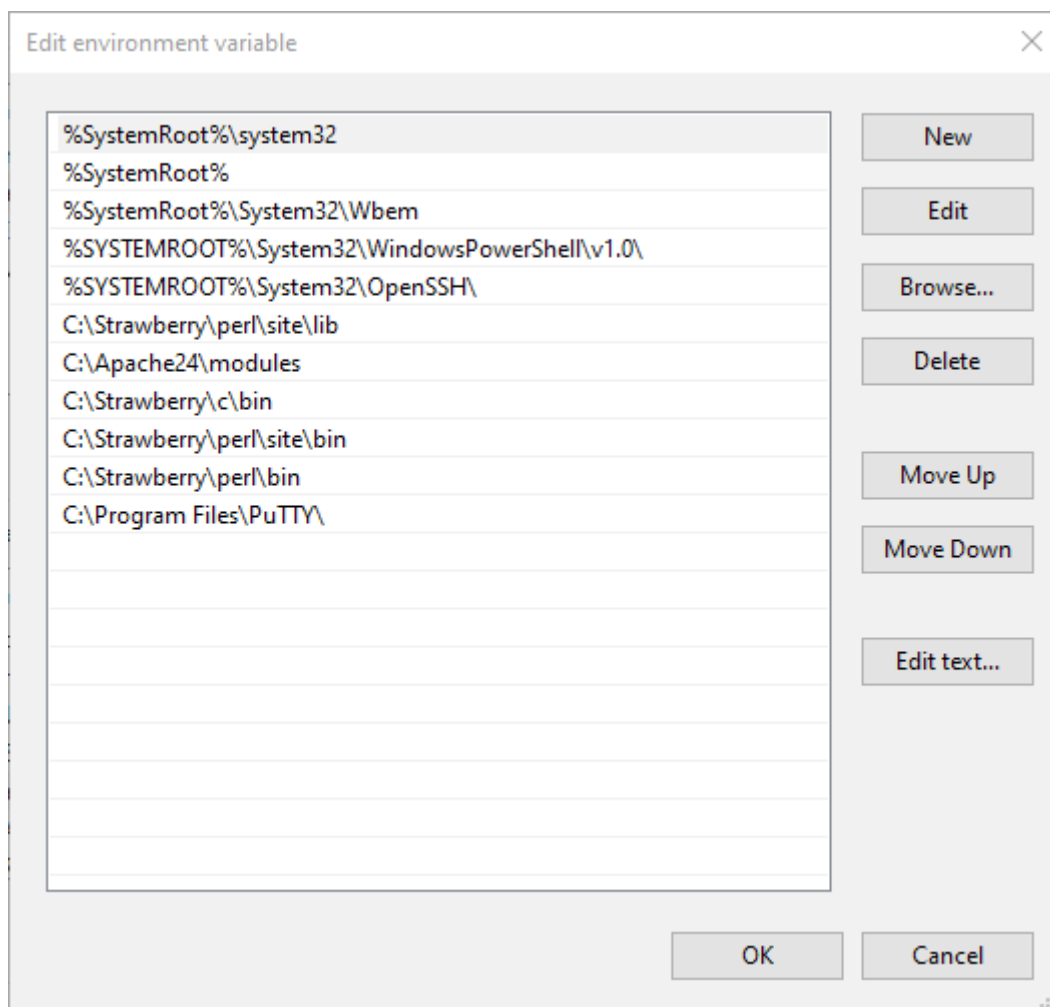 Edit environment variable
%SystemRoot%\system32
%SystemRoot%
%SystemRoot%\System32\Wbem
%SYSTEMROOT%\System32\WindowsPowerShell\v1.0\
%SYSTEMROOT%\System32\OpenSSH\
C:\Strawberry\perl\site\lib
C:\Apache24\modules
C:\Strawberry\c\bin
C:\Strawberry\perl\site\bin
C:\Strawberry\perl\bin
C:\Program Files\PuTTY\
New
Edit
Browse...
Delete
Move Up
Move Down
Edit text...
OK
Cancel